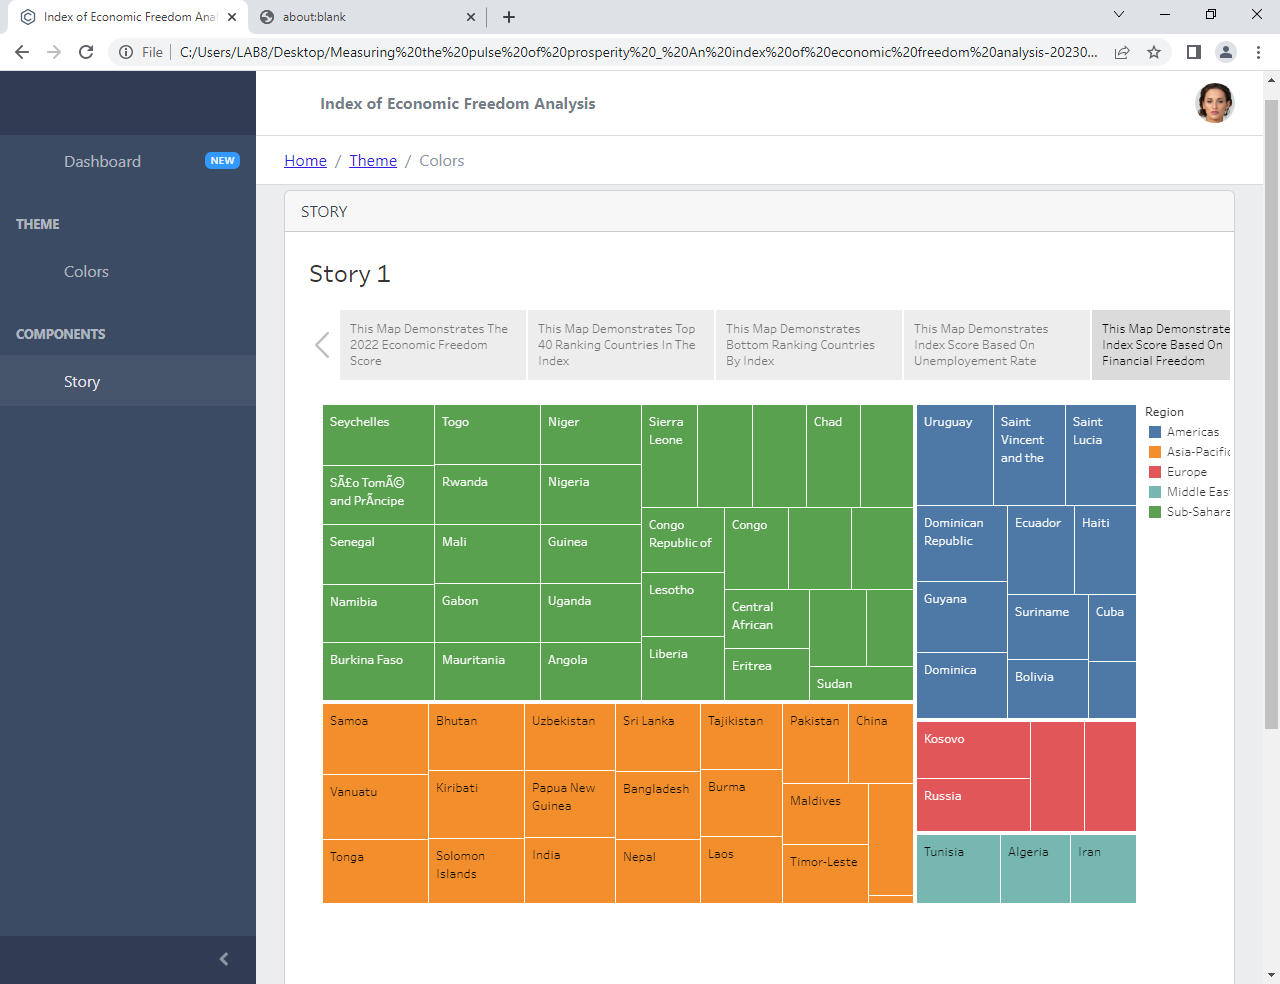 Index of Economic Freedom Anal
about:blank
File
C:/Users/LAB8/Desktop/Measuring%20the%20pulse%20of%20prosperity%20_%20An%20index%20of%20economic%20freedom%20analysis-20230...
Index of Economic Freedom Analysis
Dashboard
NEW
THEME
Colors
COMPONENTS
Story
Home / Theme / Colors
STORY
Story 1
This Map Demonstrates The
2022 Economic Freedom
Score
This Map Demonstrates Top
40 Ranking Countries In The
Index
This Map Demonstrates
Bottom Ranking Countries
By Index
This Map Demonstrates
Index Score Based On
Unemployement Rate
This Map Demonstrate
Index Score Based On
Financial Freedom
Seychelles
Togo
Niger
Sierra
Leone
Chad
SÃ£o TomÃ©
and PrÃncipe
Rwanda
Nigeria
Senegal
Mali
Guinea
Congo
Republic of
Congo
Namibia
Gabon
Uganda
Lesotho
Central
African
Burkina Faso
Mauritania
Angola
Liberia
Eritrea
Sudan
Uruguay
Saint
Vincent
and the
Saint
Lucia
Dominican
Republic
Ecuador
Haiti
Guyana
Suriname
Cuba
Dominica
Bolivia
Region
Americas
Asia-Pacific
Europe
Middle Eas
Sub-Sahara
Samoa
Bhutan
Uzbekistan
Sri Lanka
Tajikistan
Pakistan
China
Vanuatu
Kiribati
Papua New
Guinea
Bangladesh
Burma
Maldives
Tonga
Solomon
Islands
India
Nepal
Laos
Timor-Leste
Kosovo
Russia
Tunisia
Algeria
Iran